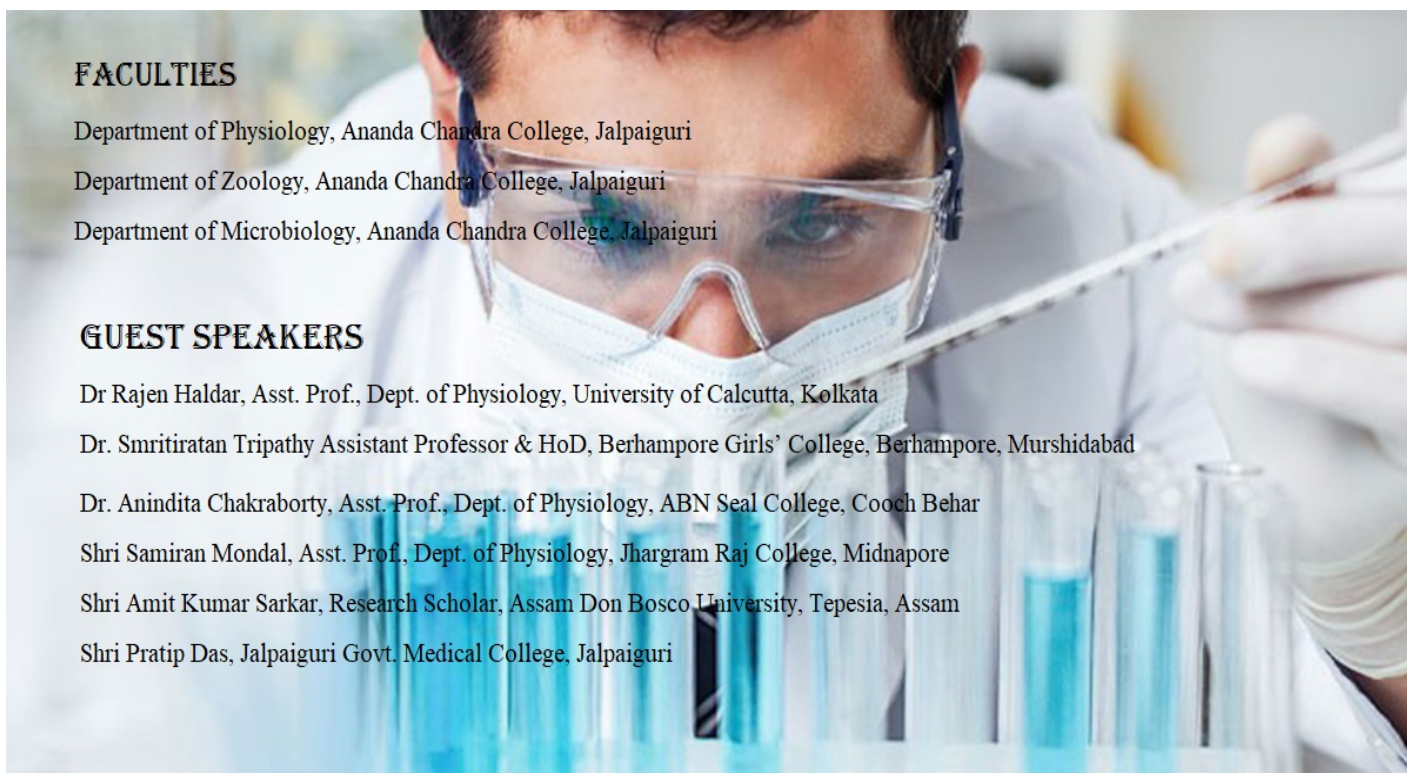 FACULTIES
Department of Physiology, Ananda Chandra College, Jalpaiguri
Department of Zoology, Ananda Chandra College, Jalpaiguri
Department of Microbiology, Ananda Chandra College, Jalpaiguri
GUEST SPEAKERS
Dr Rajen Haldar, Asst. Prof., Dept. of Physiology, University of Calcutta, Kolkata
Dr. Smritiratan Tripathy Assistant Professor & HoD, Berhampore Girls’ College, Berhampore, Murshidabad
Dr. Anindita Chakraborty, Asst. Prof., Dept. of Physiology, ABN Seal College, Cooch Behar
Shri Samiran Mondal, Asst. Prof., Dept. of Physiology, Jhargram Raj College, Midnapore
Shri Amit Kumar Sarkar, Research Scholar, Assam Don Bosco University, Tepesia, Assam
Shri Pratip Das, Jalpaiguri Govt. Medical College, Jalpaiguri